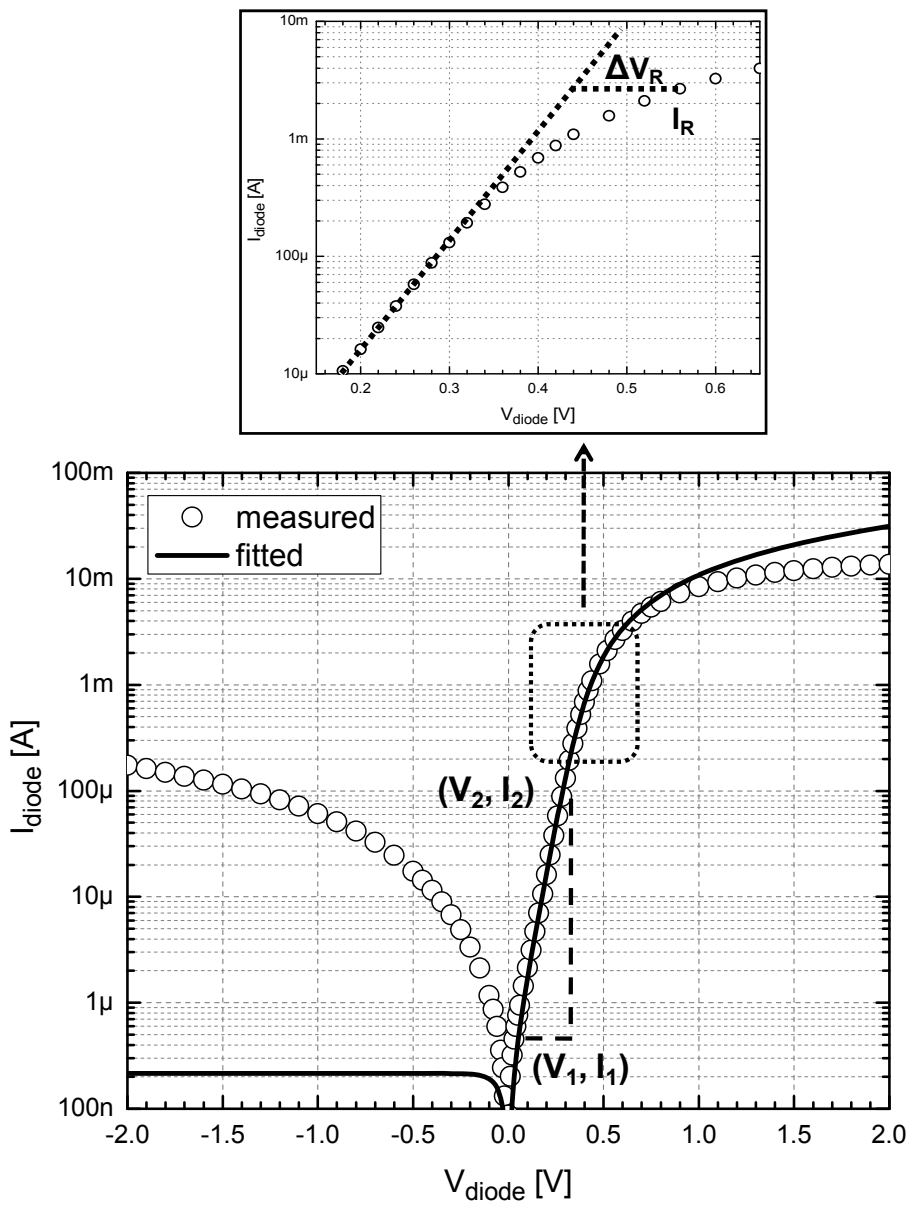 10m
1m
100µ
10µ
I_diode [A]
ΔV_R
I_R
0.2 0.3 0.4 0.5 0.6
V_diode [V]
100m
10m
1m
100µ
10µ
1µ
100n
I_diode [A]
measured
fitted
(V_2, I_2)
(V_1, I_1)
-2.0 -1.5 -1.0 -0.5 0.0 0.5 1.0 1.5 2.0
V_diode [V]